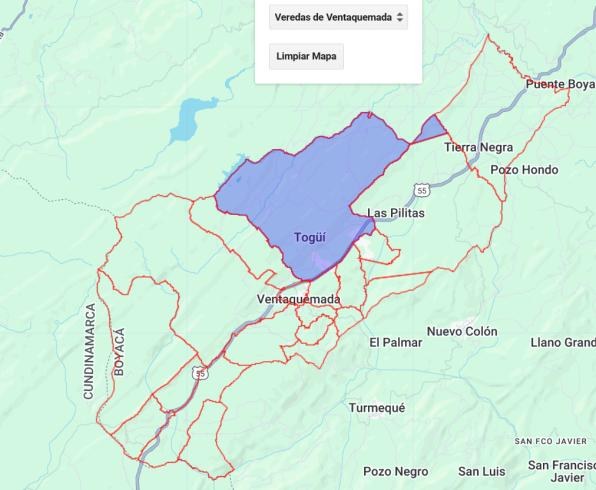 Veredas de Ventaquemada
Limpiar Mapa
Puente Boya
Tierra Negra
Pozo Hondo
55
Las Pilitas
Togüí
Ventaquemada
CUNDINAMARCA
BOYACÁ
El Palmar
Nuevo Colón
Llano Grand
55
Turmequé
SAN FCO JAVIER
Pozo Negro
San Luis
San Francisc
Javier